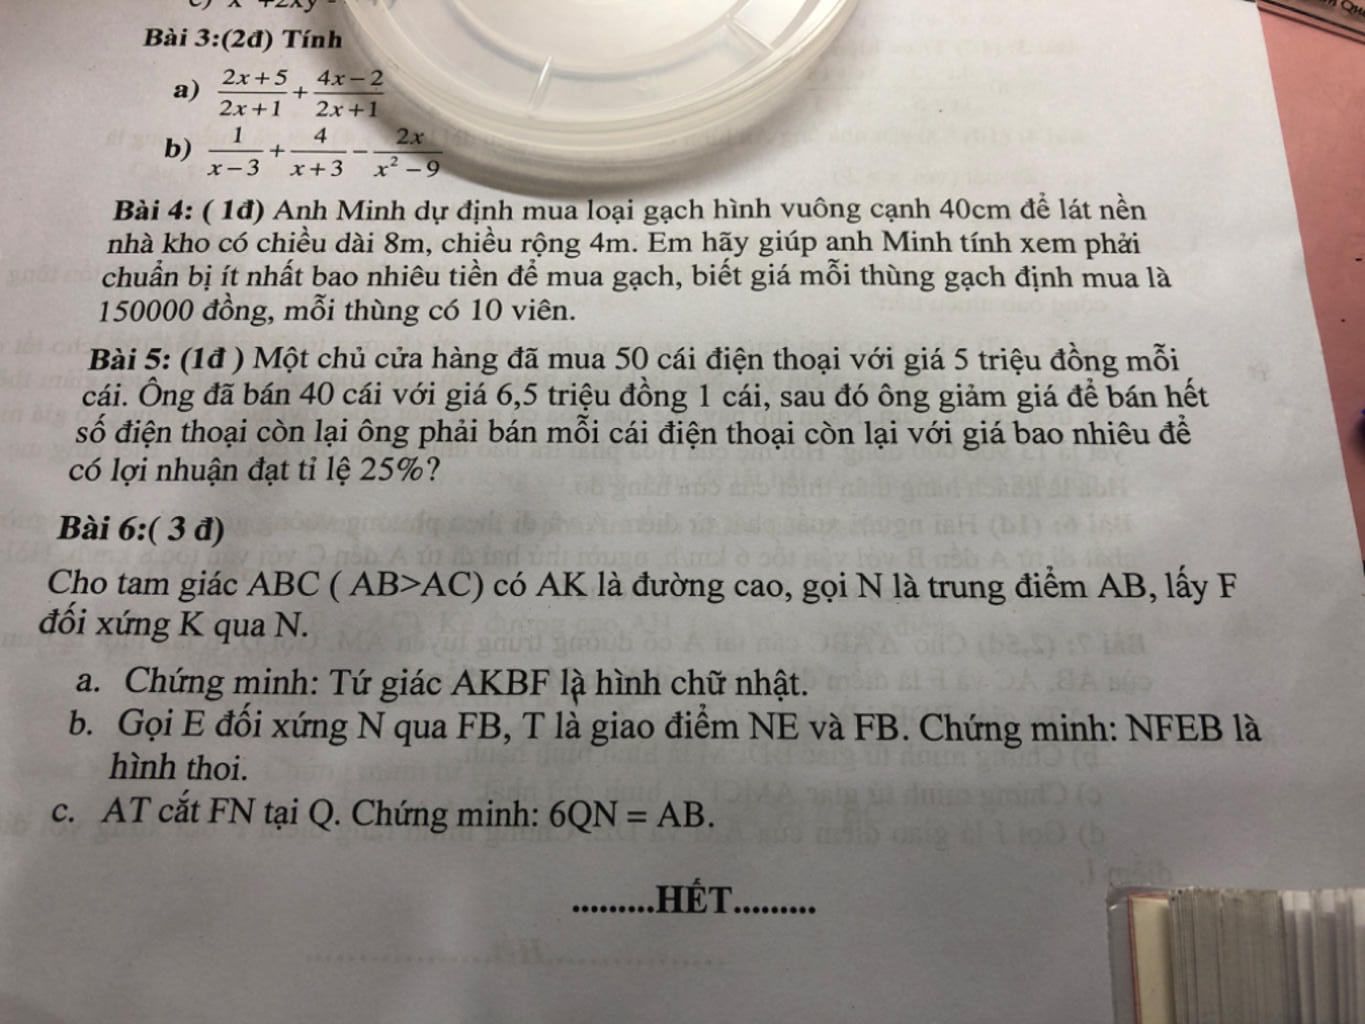 Bài 3:(2đ) Tính
a) \frac{2x+5}{2x+1} + \frac{4x-2}{2x+1}
b) \frac{1}{x-3} + \frac{4}{x+3} - \frac{2x}{x^2-9}
Bài 4: ( 1đ) Anh Minh dự định mua loại gạch hình vuông cạnh 40cm để lát nền
nhà kho có chiều dài 8m, chiều rộng 4m. Em hãy giúp anh Minh tính xem phải
chuẩn bị ít nhất bao nhiêu tiền để mua gạch, biết giá mỗi thùng gạch định mua là
150000 đồng, mỗi thùng có 10 viên.
Bài 5: (1đ ) Một chủ cửa hàng đã mua 50 cái điện thoại với giá 5 triệu đồng mỗi
cái. Ông đã bán 40 cái với giá 6,5 triệu đồng 1 cái, sau đó ông giảm giá để bán hết
số điện thoại còn lại ông phải bán mỗi cái điện thoại còn lại với giá bao nhiêu để
có lợi nhuận đạt tỉ lệ 25%?
Bài 6:( 3 đ)
Cho tam giác ABC ( AB>AC) có AK là đường cao, gọi N là trung điểm AB, lấy F
đối xứng K qua N.
a. Chứng minh: Tứ giác AKBF là hình chữ nhật.
b. Gọi E đối xứng N qua FB, T là giao điểm NE và FB. Chứng minh: NFEB là
hình thoi.
c. AT cắt FN tại Q. Chứng minh: 6QN = AB.
.........HẾT.........